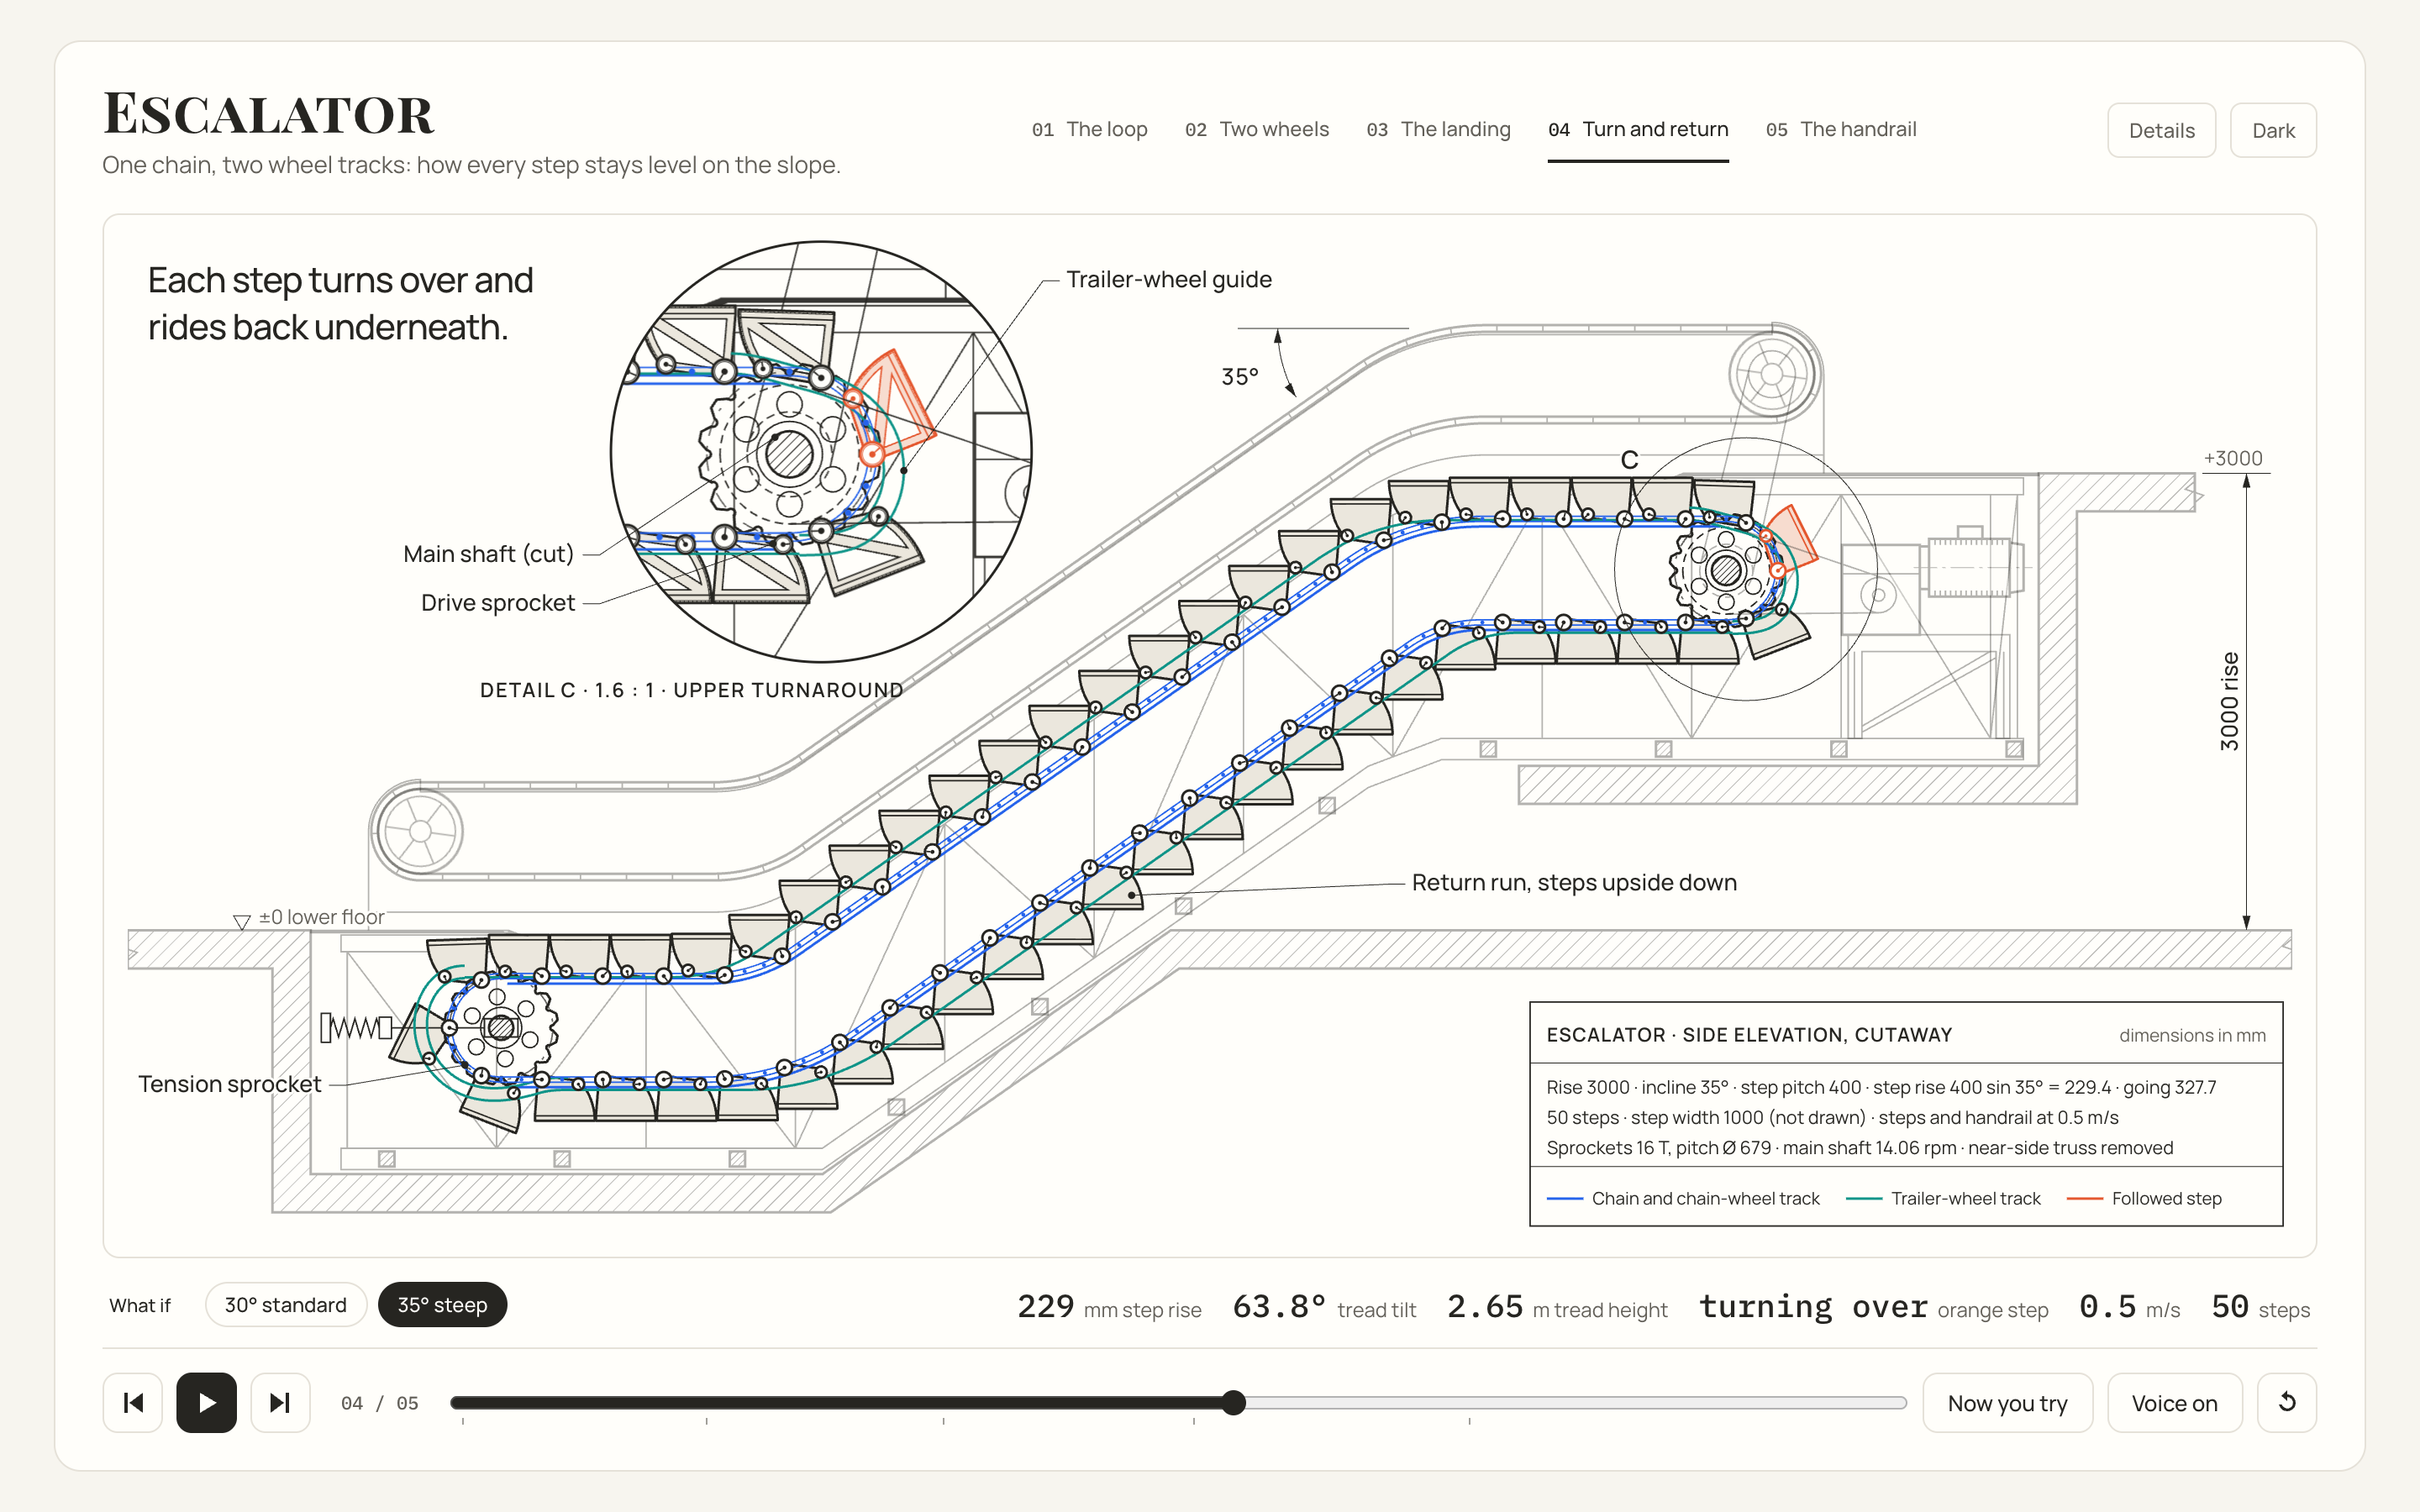 ESCALATOR
One chain, two wheel tracks: how every step stays level on the slope.
01 The loop
02 Two wheels
03 The landing
04 Turn and return
05 The handrail
Details
Dark
Each step turns over and
rides back underneath.
Trailer-wheel guide
35°
C
+3000
Main shaft (cut)
Drive sprocket
DETAIL C · 1.6 : 1 · UPPER TURNAROUND
3000 rise
Return run, steps upside down
±0 lower floor
Tension sprocket
ESCALATOR · SIDE ELEVATION, CUTAWAY
dimensions in mm
Rise 3000 · incline 35° · step pitch 400 · step rise 400 sin 35° = 229.4 · going 327.7
50 steps · step width 1000 (not drawn) · steps and handrail at 0.5 m/s
Sprockets 16 T, pitch Ø 679 · main shaft 14.06 rpm · near-side truss removed
Chain and chain-wheel track
Trailer-wheel track
Followed step
What if
30° standard
35° steep
229 mm step rise
63.8° tread tilt
2.65 m tread height
turning over orange step
0.5 m/s
50 steps
04 / 05
Now you try
Voice on